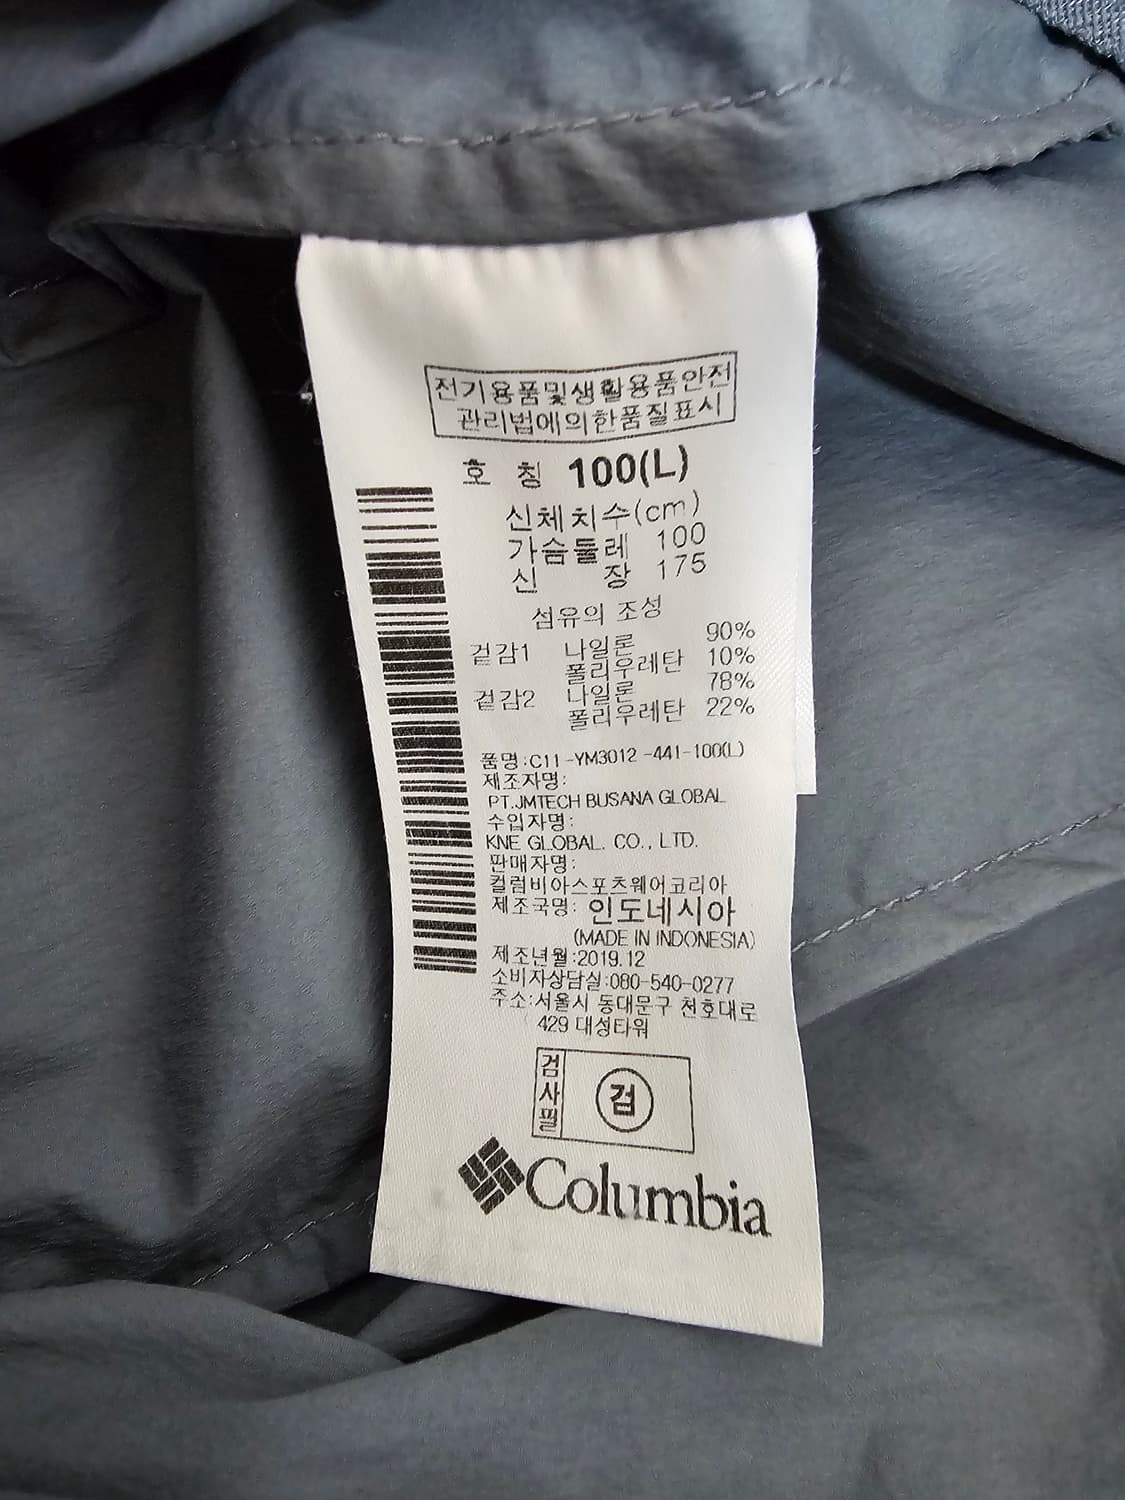 전기용품및생활용품안전
관리법에의한품질표시
호 칭 100(L)
신체치수(cm)
가슴둘레 100
신 장 175
섬유의 조성
겉감1 나일론 90%
폴리우레탄 10%
겉감2 나일론 78%
폴리우레탄 22%
품명:C11-YM3012-441-100(L)
제조자명:
PT.JMTECH BUSANA GLOBAL
수입자명:
KNE GLOBAL. CO., LTD.
판매자명:
컬럼비아스포츠웨어코리아
제조국명: 인도네시아
(MADE IN INDONESIA)
제조년월:2019.12
소비자상담실:080-540-0277
주소:서울시 동대문구 천호대로
429 대성타워
검사필 검
Columbia